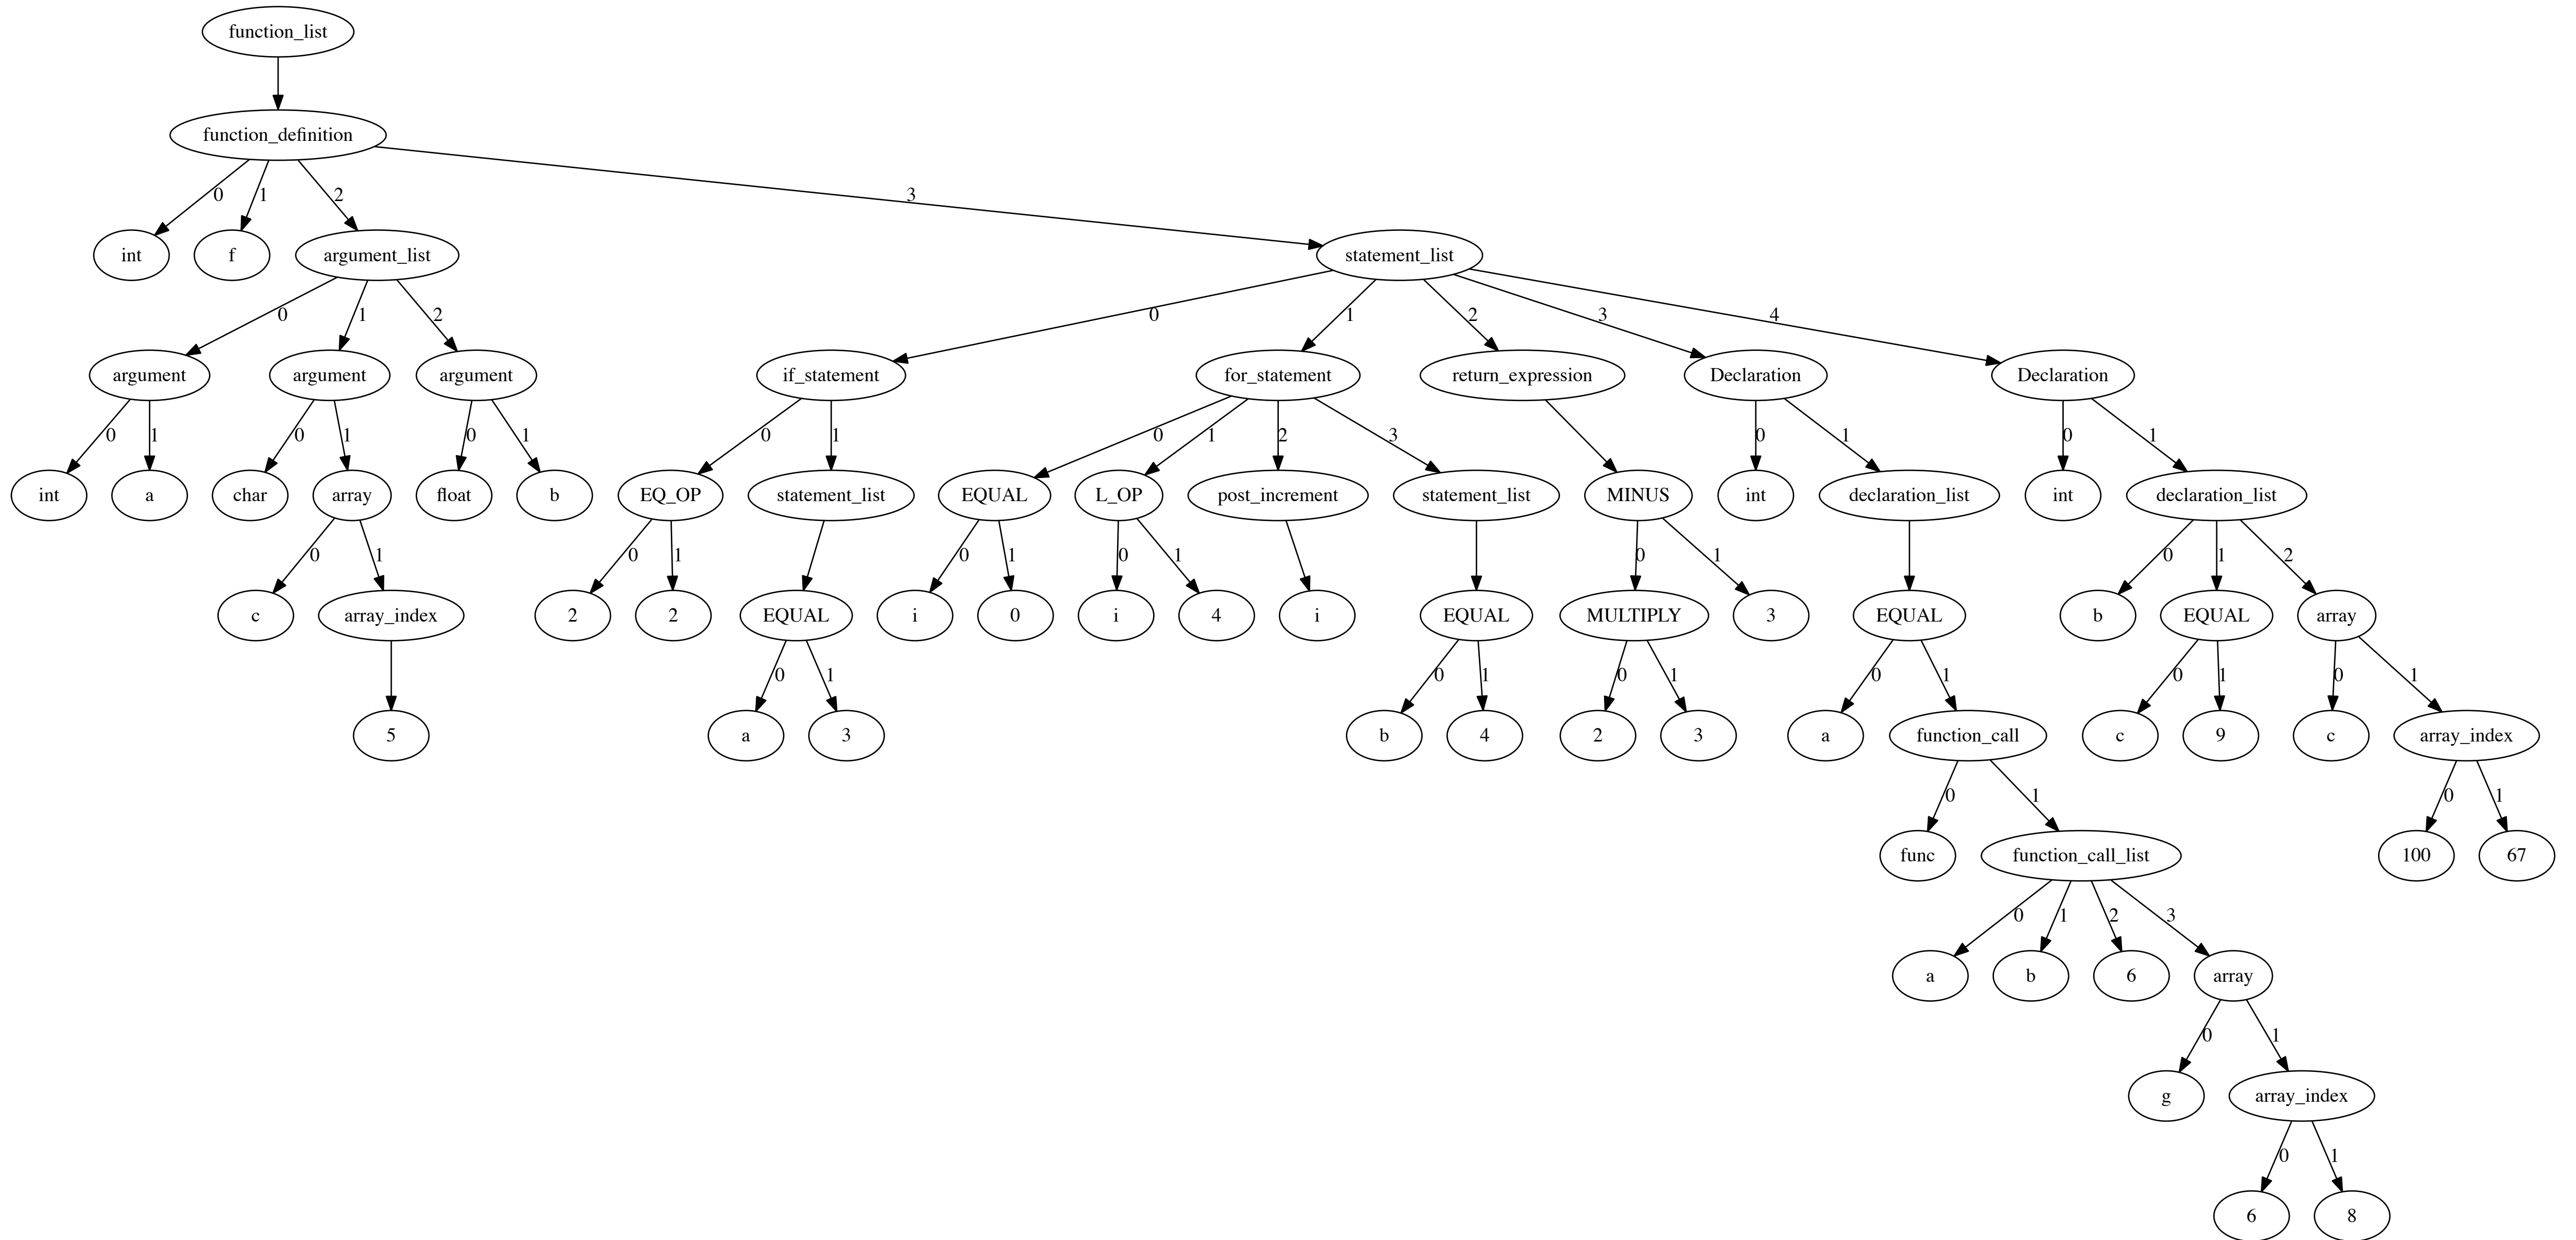 function_list
function_definition
0 1 2 3
int f argument_list statement_list
0 1 2 0 1 2 3 4
argument argument argument if_statement for_statement return_expression Declaration Declaration
0 1 0 1 0 1 0 1 0 1 2 3 0 1 0 1
int a char array float b EQ_OP statement_list EQUAL L_OP post_increment statement_list MINUS int declaration_list int declaration_list
0 1 0 1 0 1 0 1 0 1 0 1 2
c array_index 2 2 EQUAL i 0 i 4 i EQUAL MULTIPLY 3 EQUAL b EQUAL array
0 1 0 1 0 1 0 1 0 1 0 1
5 a 3 b 4 2 3 a function_call c 9 c array_index
0 1 0 1
func function_call_list 100 67
0 1 2 3
a b 6 array
0 1
g array_index
0 1
6 8